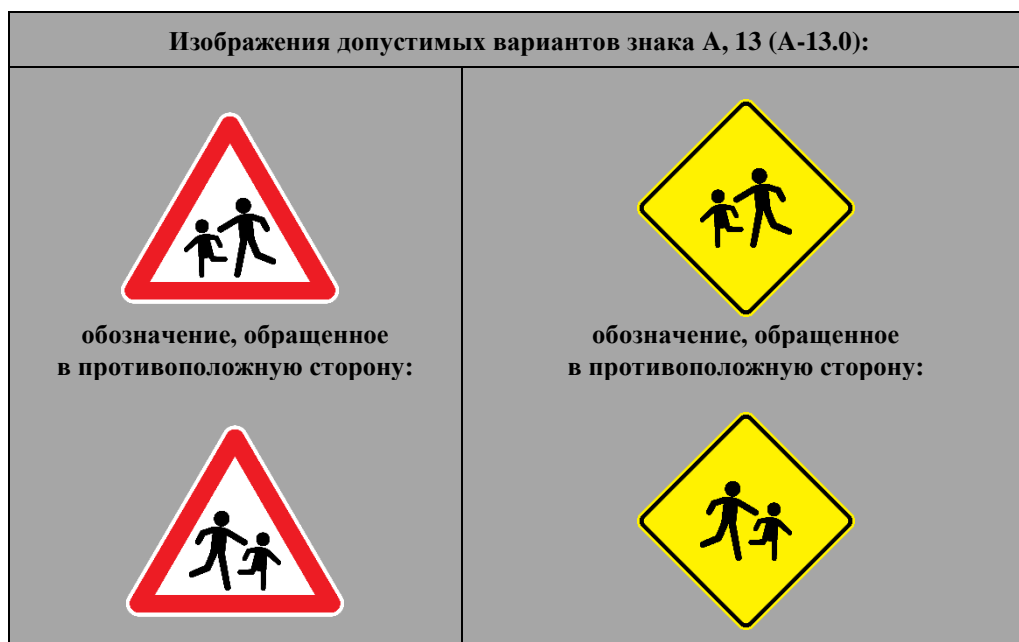 Изображения допустимых вариантов знака А, 13 (А-13.0):
обозначение, обращенное
в противоположную сторону:
обозначение, обращенное
в противоположную сторону: